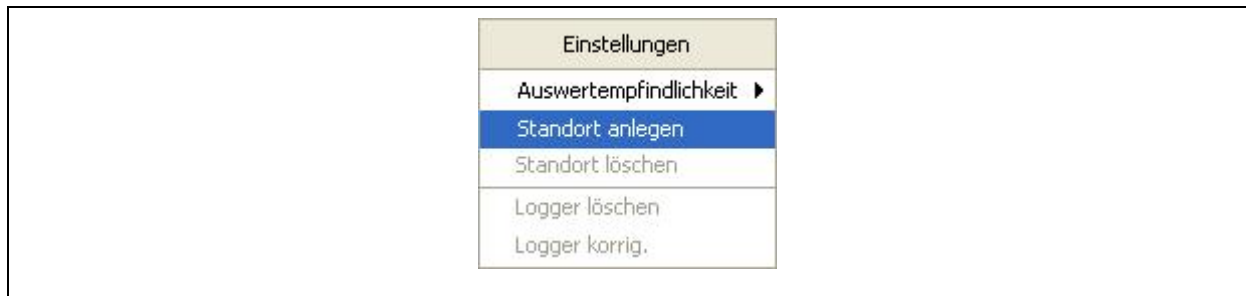 Einstellungen
Auswertempfindlichkeit
Standort anlegen
Standort löschen
Logger löschen
Logger korrig.